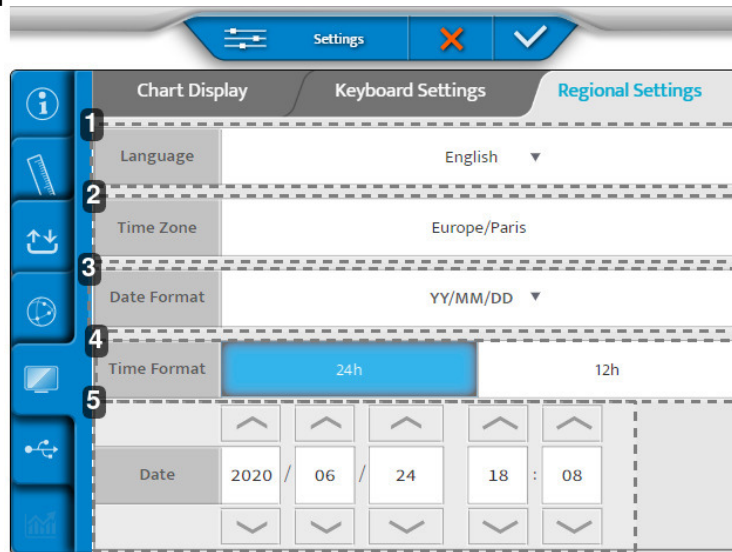 Settings
Chart Display Keyboard Settings Regional Settings
1
Language English
2
Time Zone Europe/Paris
3
Date Format YY/MM/DD
4
Time Format 24h 12h
5
Date 2020 / 06 / 24 18 : 08